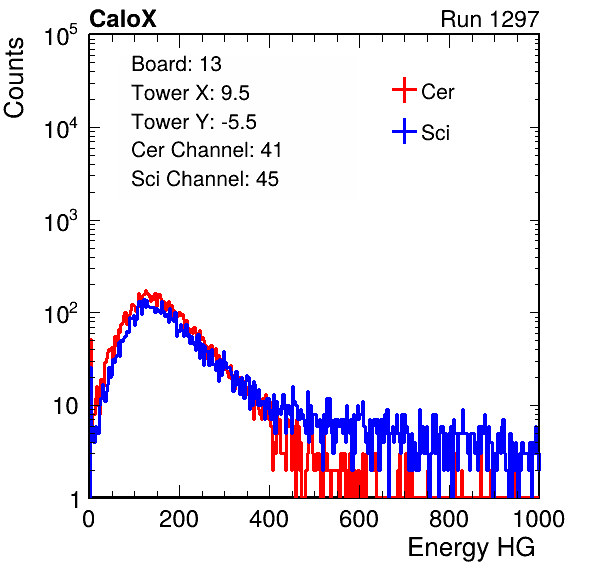 CaloX Run 1297
Board: 13
Tower X: 9.5
Tower Y: -5.5
Cer Channel: 41
Sci Channel: 45
Cer
Sci
Counts
10^5
10^4
10^3
10^2
10
1
0 200 400 600 800 1000
Energy HG